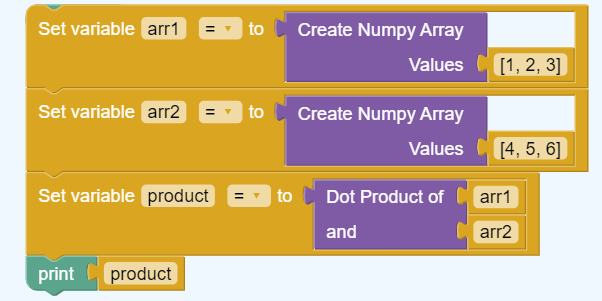 Set variable arr1 = to Create Numpy Array
Values [1, 2, 3]
Set variable arr2 = to Create Numpy Array
Values [4, 5, 6]
Set variable product = to Dot Product of arr1
and arr2
print product